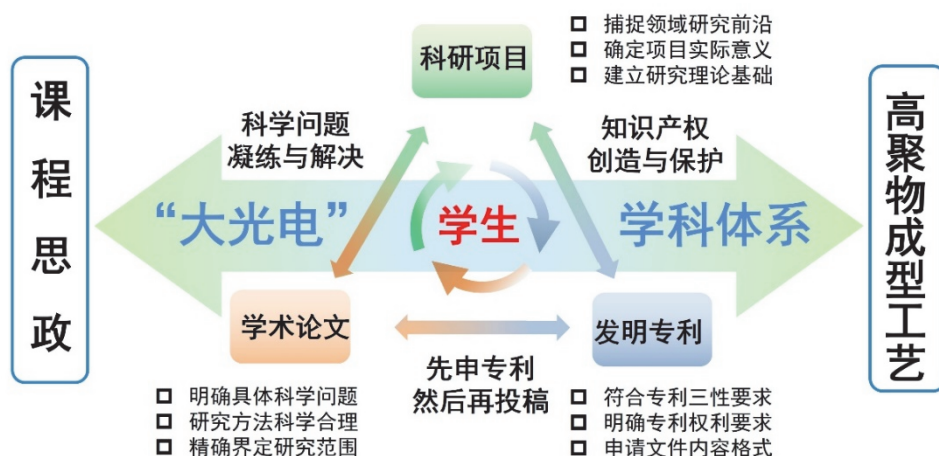 科研项目
捕捉领域研究前沿
确定项目实际意义
建立研究理论基础
课程思政
科学问题
凝练与解决
知识产权
创造与保护
“大光电”
学生
学科体系
高聚物成型工艺
学术论文
发明专利
先申专利
然后再投稿
明确具体科学问题
研究方法科学合理
精确界定研究范围
符合专利三性要求
明确专利权利要求
申请文件内容格式